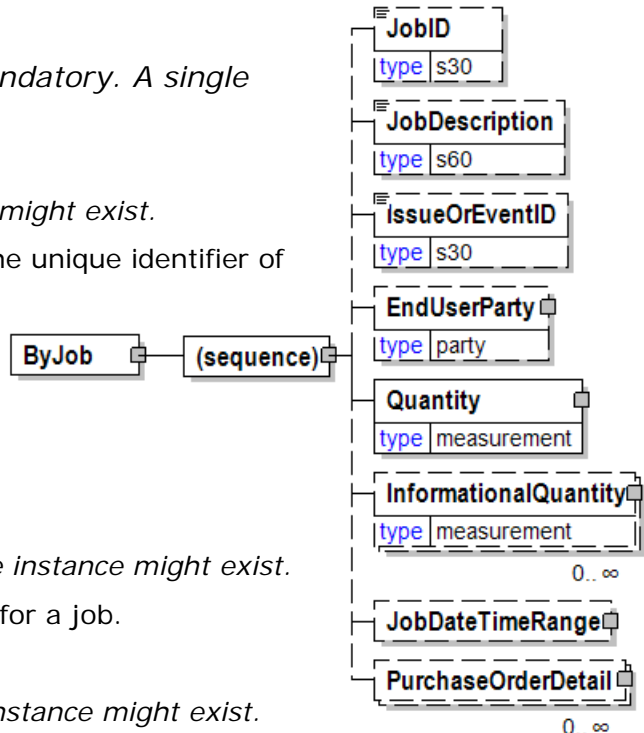 ndatory. A single
might exist.
he unique identifier of
instance might exist.
for a job.
nstance might exist.
ByJob
(sequence)
JobID
type s30
JobDescription
type s60
IssueOrEventID
type s30
EndUserParty
type party
Quantity
type measurement
InformationalQuantity
type measurement
0.. ∞
JobDateTimeRange
PurchaseOrderDetail
0.. ∞